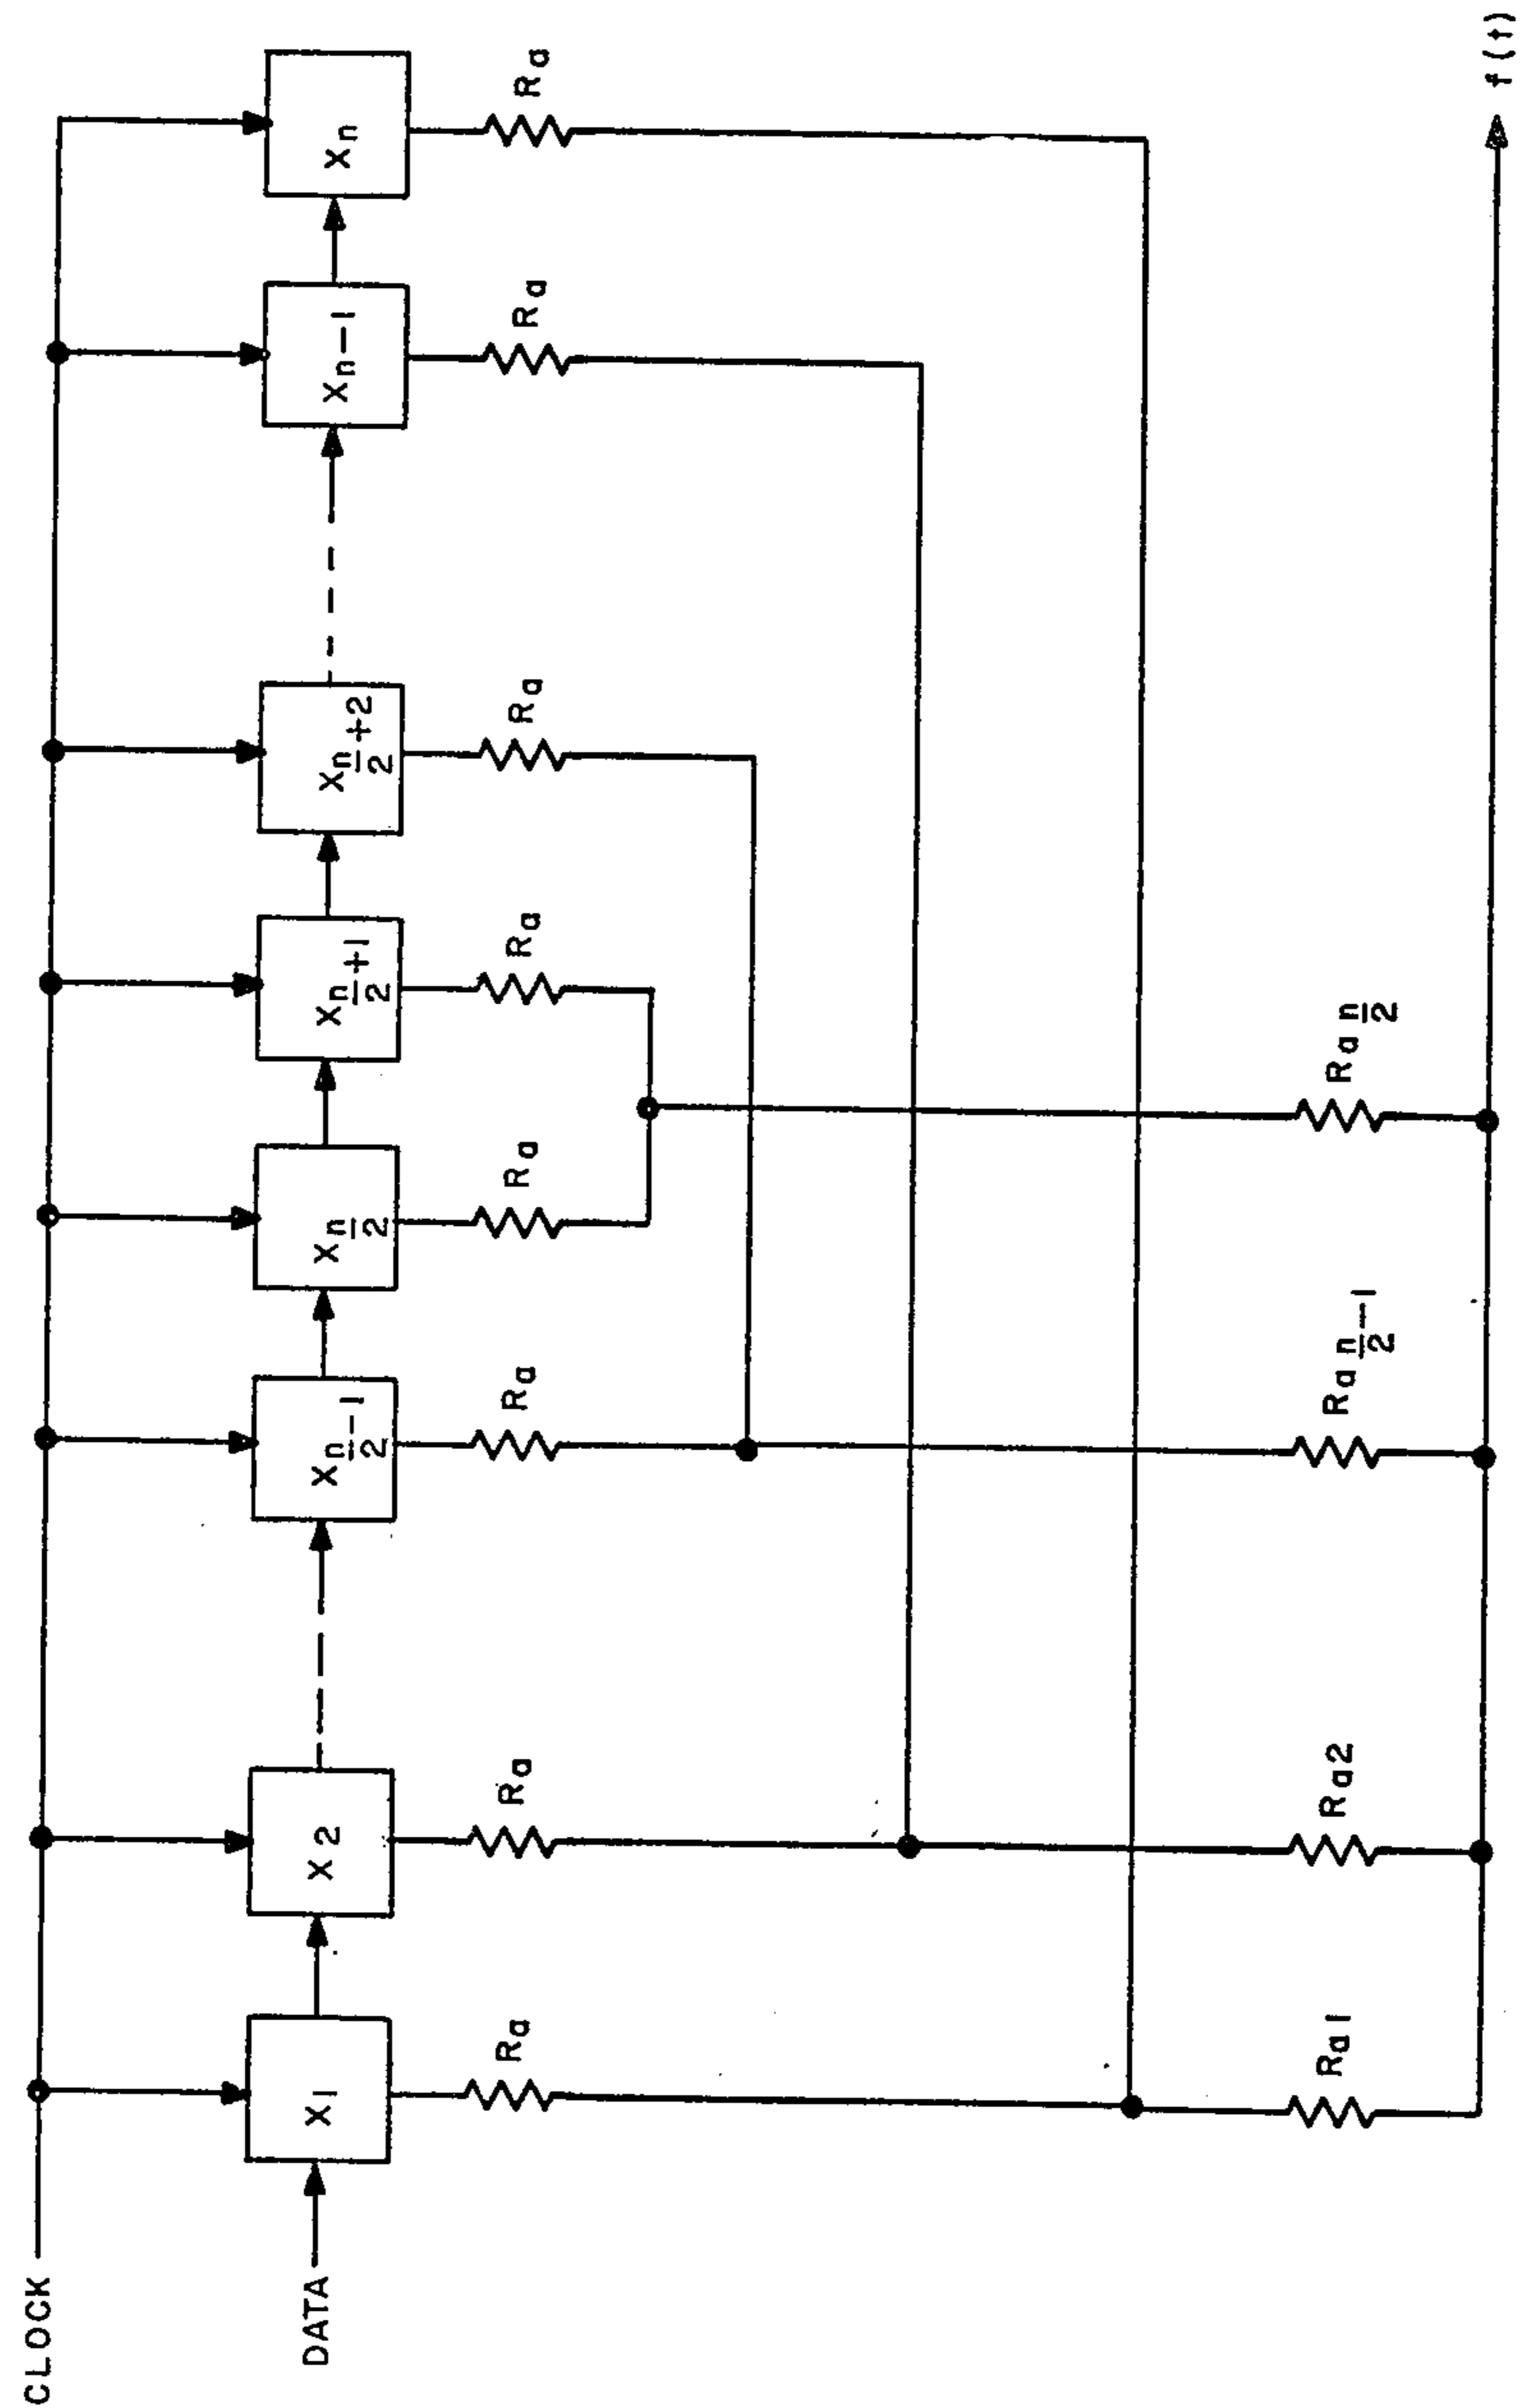 CLOCK
DATA
X1
X2
Xn/2-1
Xn/2
Xn/2+1
Xn/2+2
Xn-1
Xn
Ra
Ra
Ra
Ra
Ra
Ra
Ra
Ra
Ra1
Ra2
Ra n/2-1
Ra n/2
f(t)